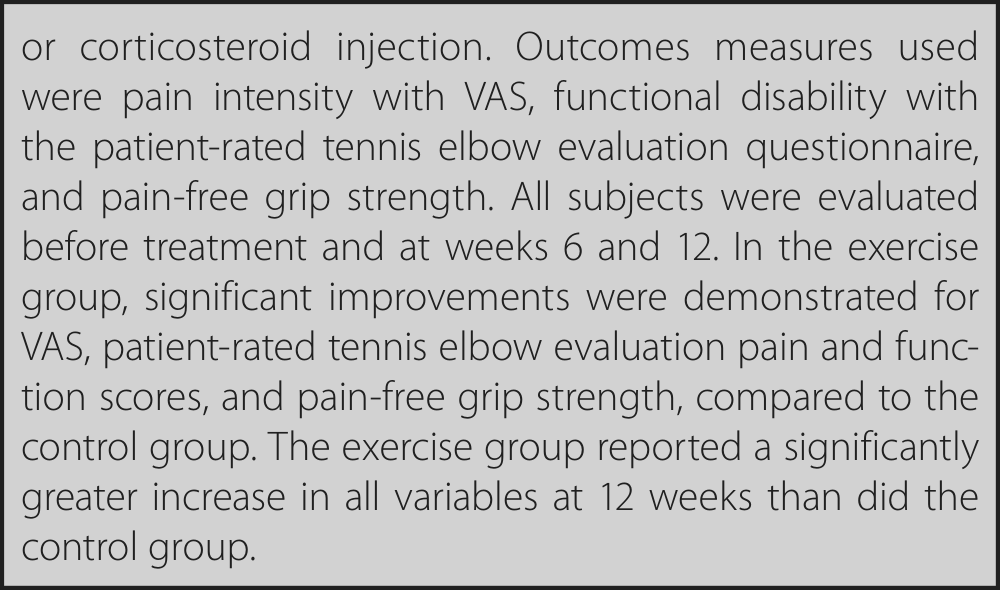 or corticosteroid injection. Outcomes measures used
were pain intensity with VAS, functional disability with
the patient-rated tennis elbow evaluation questionnaire,
and pain-free grip strength. All subjects were evaluated
before treatment and at weeks 6 and 12. In the exercise
group, significant improvements were demonstrated for
VAS, patient-rated tennis elbow evaluation pain and func-
tion scores, and pain-free grip strength, compared to the
control group. The exercise group reported a significantly
greater increase in all variables at 12 weeks than did the
control group.